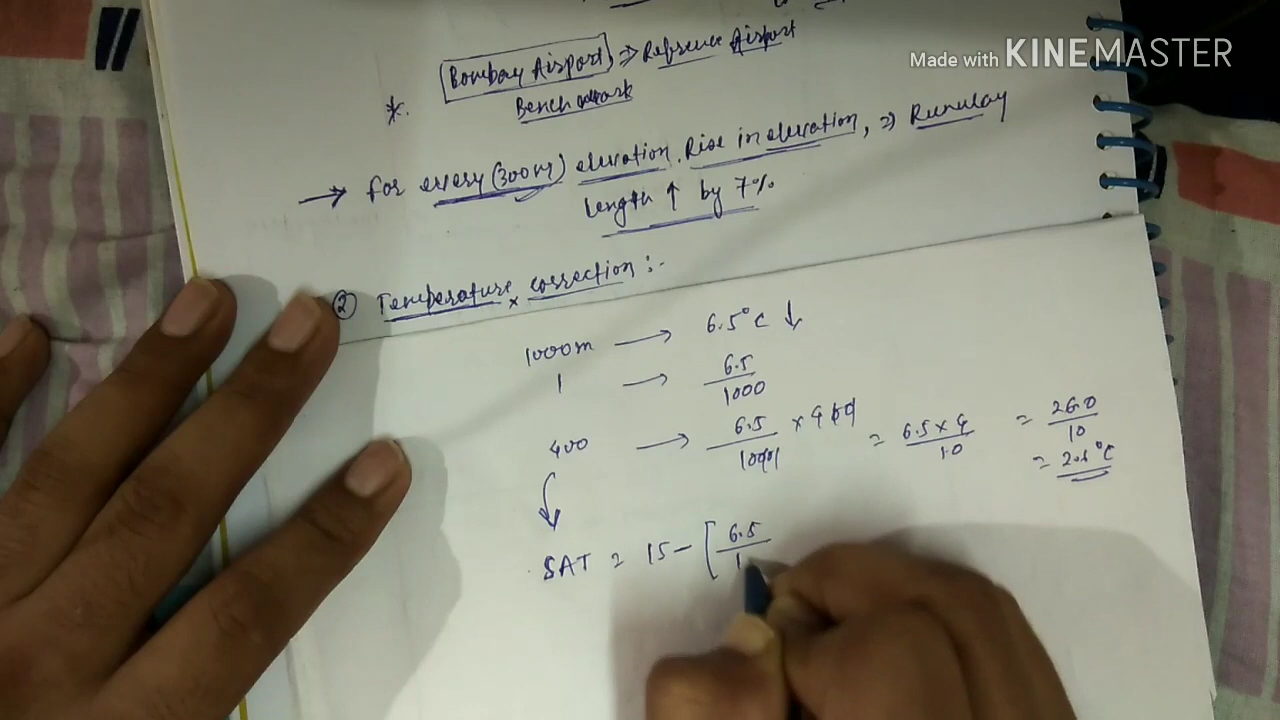 Made with KINEMASTER
*. Bombay Airport ⇒ Refrence Airport
Bench Mark
→ for every (300m) elevation. Rise in elevation, ⇒ Runway
length ↑ by 7%
② Temperature correction :-
1000m → 6.5°C ↓
1 → 6.5/1000
400 → 6.5/1000 × 400 = 6.5×4/10 = 26.0/10
= 2.6°C
SAT = 15 - [6.5/1